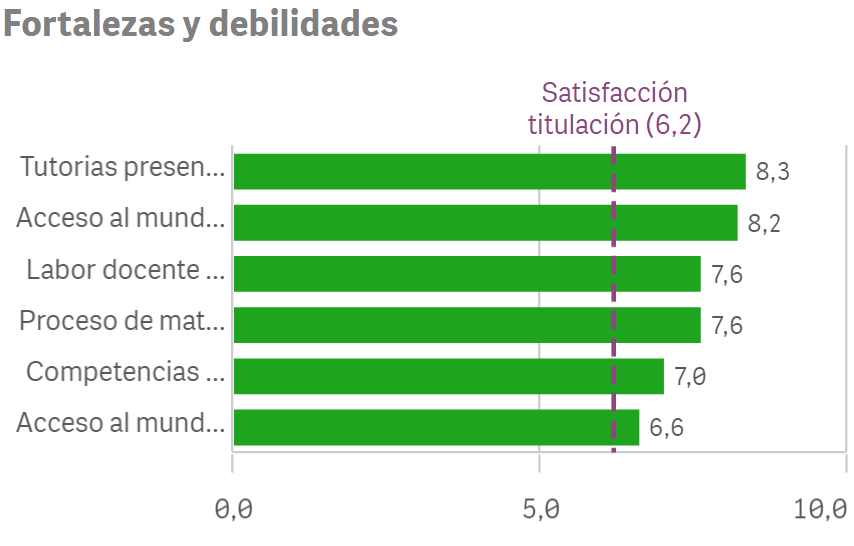 Fortalezas y debilidades
Satisfacción
titulación (6,2)
Tutorias presen... 8,3
Acceso al mund... 8,2
Labor docente ... 7,6
Proceso de mat... 7,6
Competencias ... 7,0
Acceso al mund... 6,6
0,0 5,0 10,0